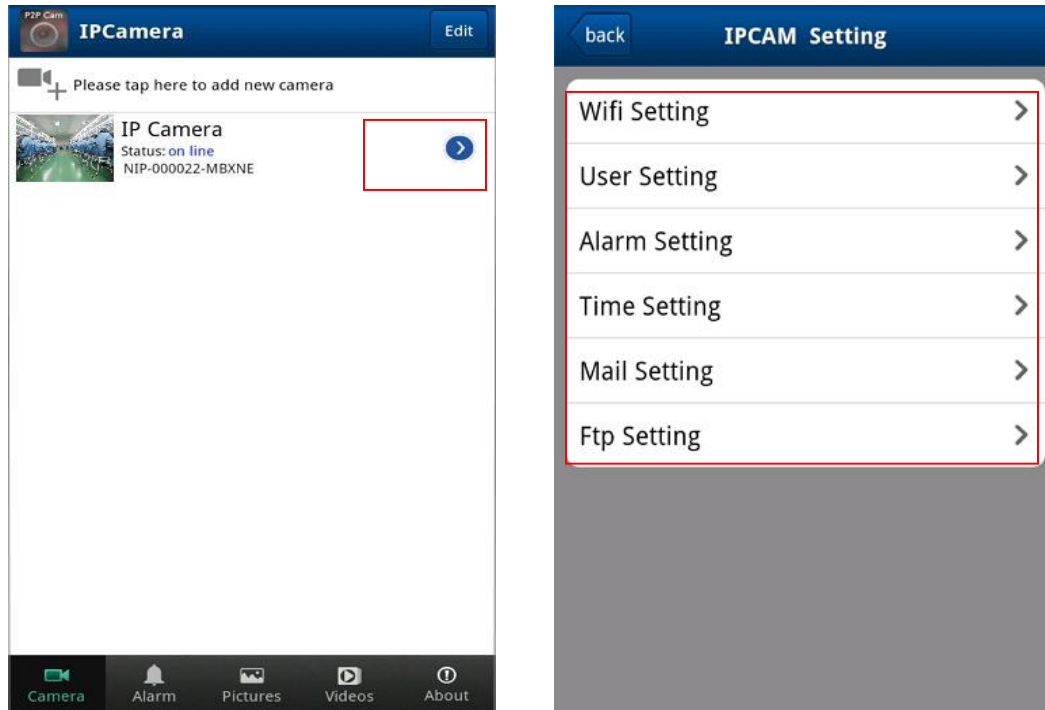 P2P Cam
IPCamera
Edit
Please tap here to add new camera
IP Camera
Status: on line
NIP-000022-MBXNE
Camera
Alarm
Pictures
Videos
About
back
IPCAM Setting
Wifi Setting
User Setting
Alarm Setting
Time Setting
Mail Setting
Ftp Setting